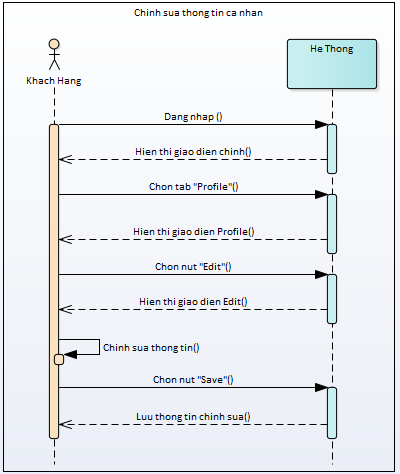 Chinh sua thong tin ca nhan
Khach Hang
He Thong
Dang nhap ()
Hien thi giao dien chinh()
Chon tab "Profile"()
Hien thi giao dien Profile()
Chon nut "Edit"()
Hien thi giao dien Edit()
Chinh sua thong tin()
Chon nut "Save"()
Luu thong tin chinh sua()